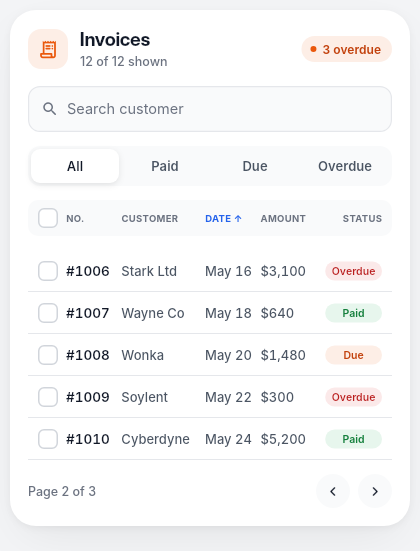 Invoices
12 of 12 shown
3 overdue
Search customer
All Paid Due Overdue
NO. CUSTOMER DATE ↑ AMOUNT STATUS
#1006 Stark Ltd May 16 $3,100 Overdue
#1007 Wayne Co May 18 $640 Paid
#1008 Wonka May 20 $1,480 Due
#1009 Soylent May 22 $300 Overdue
#1010 Cyberdyne May 24 $5,200 Paid
Page 2 of 3